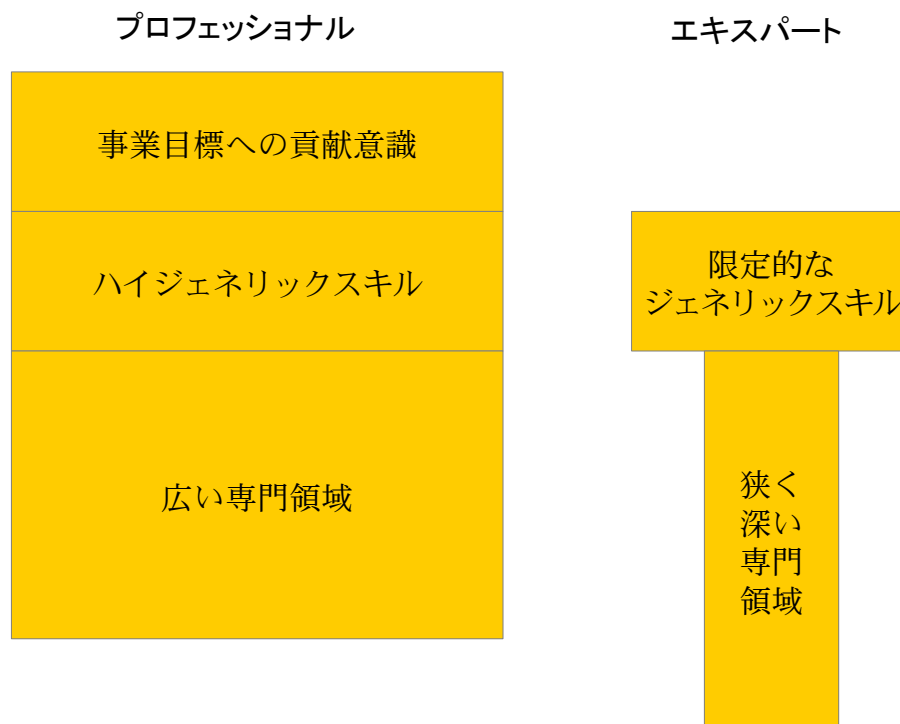 プロフェッショナル
エキスパート
事業目標への貢献意識
ハイジェネリックスキル
限定的な
ジェネリックスキル
広い専門領域
狭く
深い
専門
領域